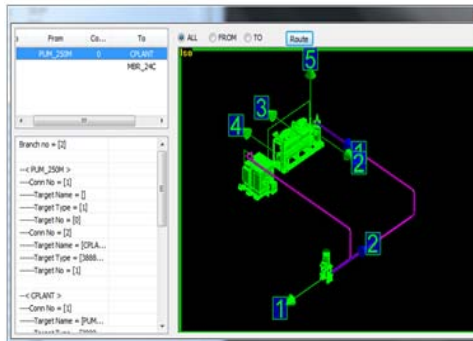 From Co... To
ALL FROM TO Route
PUM_250M 0 CPLANT
MBR_24C
Iso
5
3
4
1
2
2
1
Branch no = [2]
---< PUM_250M >
----Conn No = [1]
-----Target Name = []
-----Target Type = [1]
-----Target No = [0]
----Conn No = [2]
-----Target Name = [CPLA...
-----Target Type = [3888...
-----Target No = [1]
---< CPLANT >
----Conn No = [1]
-----Target Name = [PUM...